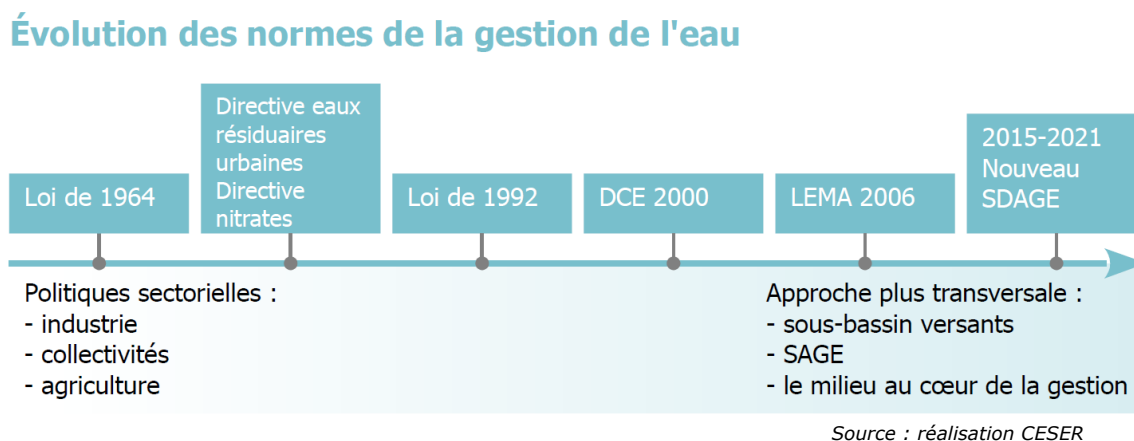 Évolution des normes de la gestion de l'eau
Loi de 1964
Directive eaux
résiduaires
urbaines
Directive
nitrates
Loi de 1992
DCE 2000
LEMA 2006
2015-2021
Nouveau
SDAGE
Politiques sectorielles :
- industrie
- collectivités
- agriculture
Approche plus transversale :
- sous-bassin versants
- SAGE
- le milieu au cœur de la gestion
Source : réalisation CESER